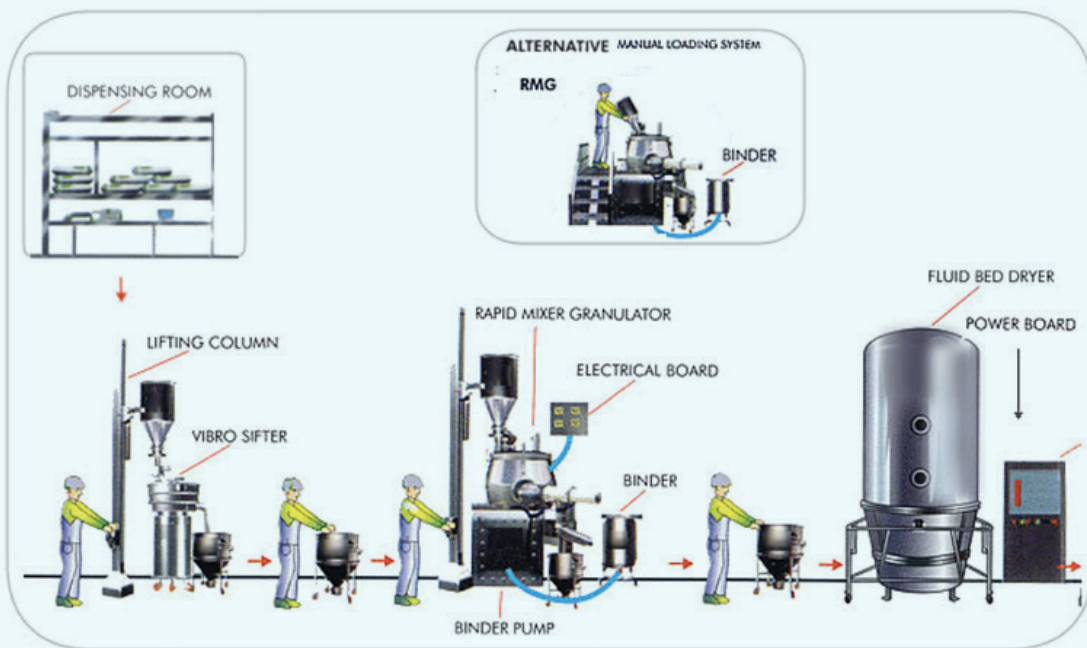 ALTERNATIVE MANUAL LOADING SYSTEM
RMG
BINDER
DISPENSING ROOM
FLUID BED DRYER
POWER BOARD
RAPID MIXER GRANULATOR
LIFTING COLUMN
ELECTRICAL BOARD
VIBRO SIFTER
BINDER
BINDER PUMP